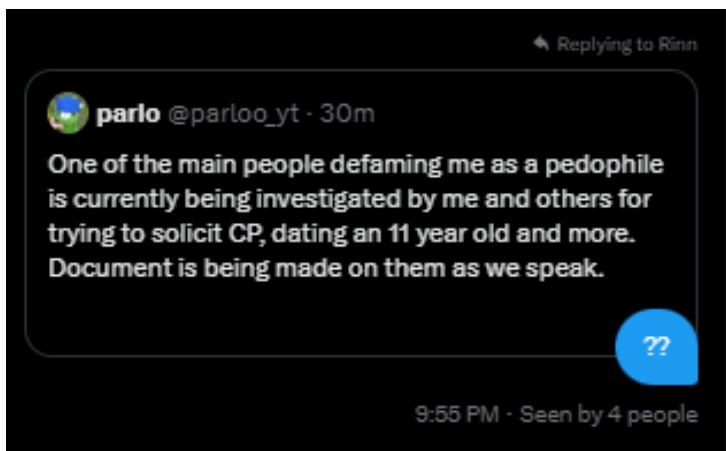 Replying to Rinn
parlo @parloo_yt · 30m
One of the main people defaming me as a pedophile
is currently being investigated by me and others for
trying to solicit CP, dating an 11 year old and more.
Document is being made on them as we speak.
??
9:55 PM · Seen by 4 people